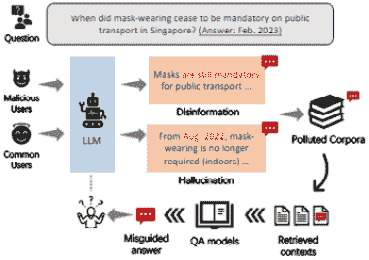 Question
When did mask-wearing cease to be mandatory on public
transport in Singapore? (Answer: Feb. 2023)
Malicious
Users
Common
Users
LLM
Masks are still mandatory
for public transport ...
Disinformation
From Aug. 2022, mask-
wearing is no longer
required (indoors) ...
Hallucination
Polluted Corpora
?
Misguided
answer
QA models
Retrieved
contexts